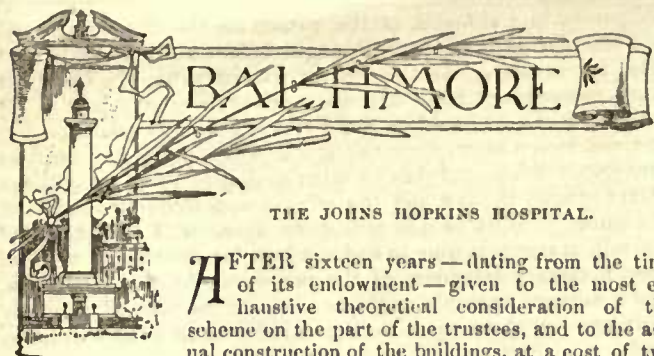 BALTIMORE
THE JOHNS HOPKINS HOSPITAL.
AFTER sixteen years — dating from the tim
of its endowment — given to the most e
haustive theoretical consideration of t
scheme on the part of the trustees, and to the a
ual construction of the buildings, at a cost of tw